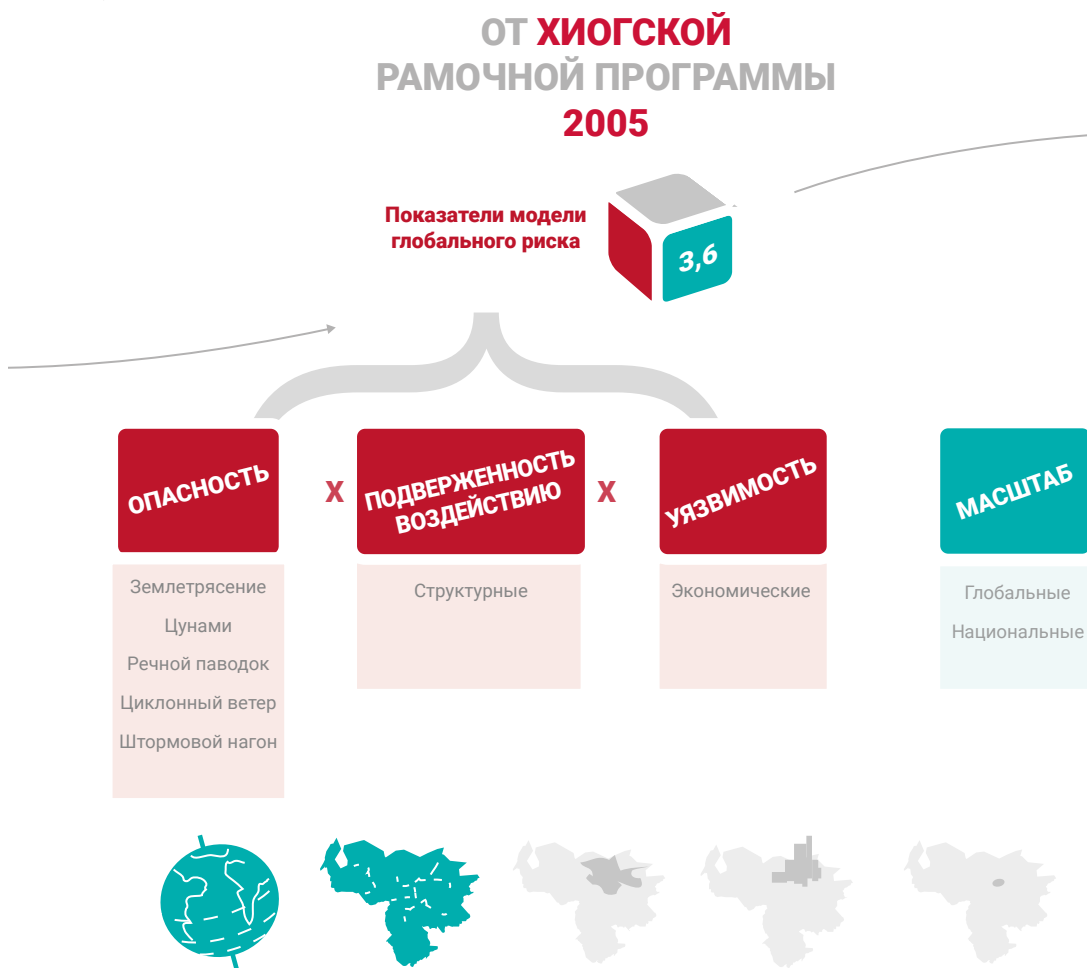 ОТ ХИОГСКОЙ
РАМОЧНОЙ ПРОГРАММЫ
2005
Показатели модели
глобального риска
3,6
ОПАСНОСТЬ
X
ПОДВЕРЖЕННОСТЬ
ВОЗДЕЙСТВИЮ
X
УЯЗВИМОСТЬ
МАСШТАБ
Землетрясение
Цунами
Речной паводок
Циклонный ветер
Штормовой нагон
Структурные
Экономические
Глобальные
Национальные